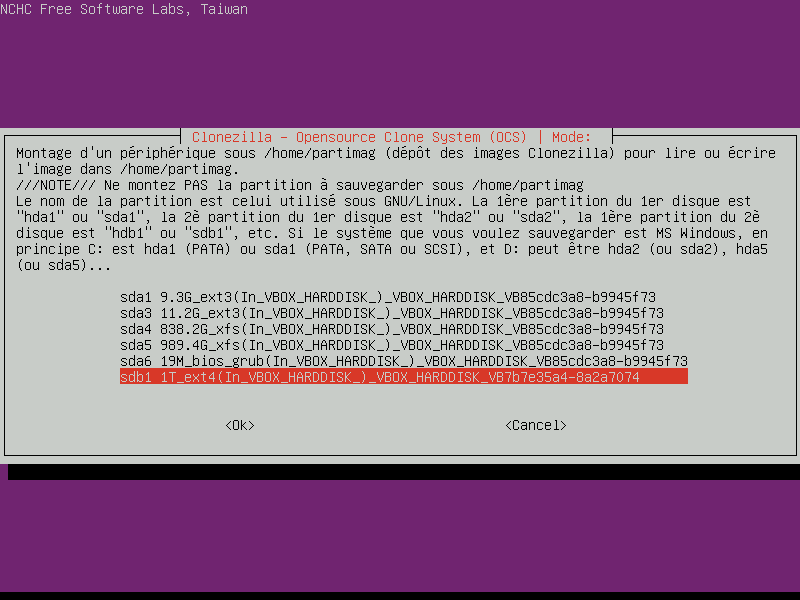 NCHC Free Software Labs, Taiwan
Clonezilla - Opensource Clone System (OCS) | Mode:
Montage d'un périphérique sous /home/partimag (dépôt des images Clonezilla) pour lire ou écrire
l'image dans /home/partimag.
///NOTE/// Ne montez PAS la partition à sauvegarder sous /home/partimag
Le nom de la partition est celui utilisé sous GNU/Linux. La 1ère partition du 1er disque est
"hda1" ou "sda1", la 2è partition du 1er disque est "hda2" ou "sda2", la 1ère partition du 2è
disque est "hdb1" ou "sdb1", etc. Si le système que vous voulez sauvegarder est MS Windows, en
principe C: est hda1 (PATA) ou sda1 (PATA, SATA ou SCSI), et D: peut être hda2 (ou sda2), hda5
(ou sda5)...
sda1 9.3G_ext3(In_VBOX_HARDDISK_)_VBOX_HARDDISK_VB85cdc3a8-b9945f73
sda3 11.2G_ext3(In_VBOX_HARDDISK_)_VBOX_HARDDISK_VB85cdc3a8-b9945f73
sda4 838.2G_xfs(In_VBOX_HARDDISK_)_VBOX_HARDDISK_VB85cdc3a8-b9945f73
sda5 989.4G_xfs(In_VBOX_HARDDISK_)_VBOX_HARDDISK_VB85cdc3a8-b9945f73
sda6 19M_bios_grub(In_VBOX_HARDDISK_)_VBOX_HARDDISK_VB85cdc3a8-b9945f73
sdb1 1T_ext4(In_VBOX_HARDDISK_)_VBOX_HARDDISK_VB7b7e35a4-8a2a7074
<Ok> <Cancel>